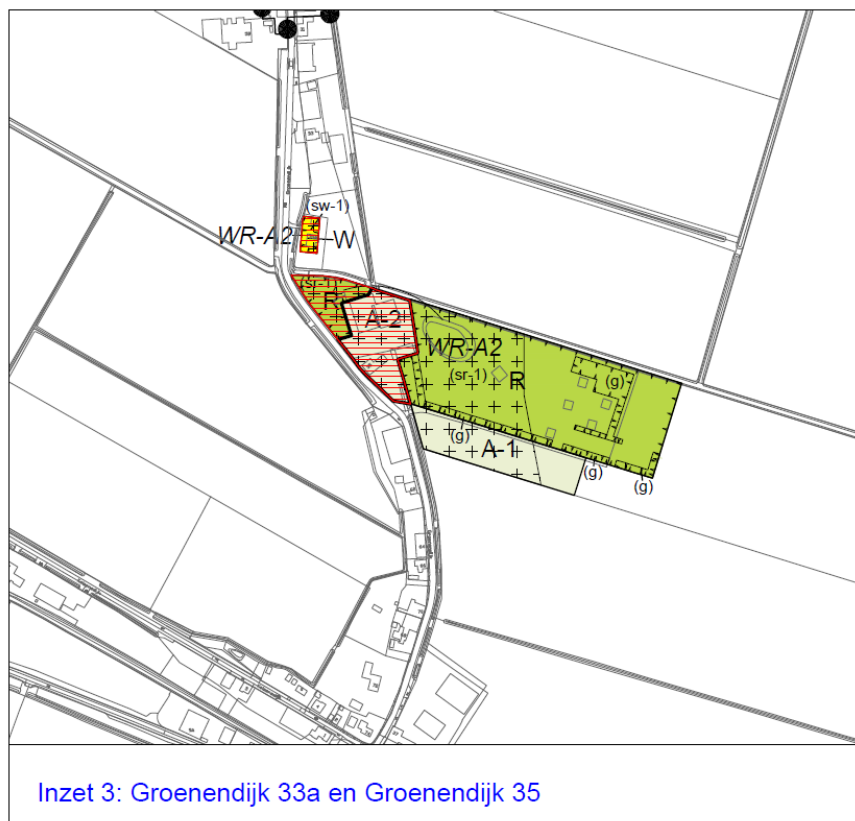 (sw-1)
WR-A2
W
(sr-1)
R
A-2
WR-A2
(sr-1)
R
(g)
(g)
A-1
(g)
(g)
Inzet 3: Groenendijk 33a en Groenendijk 35